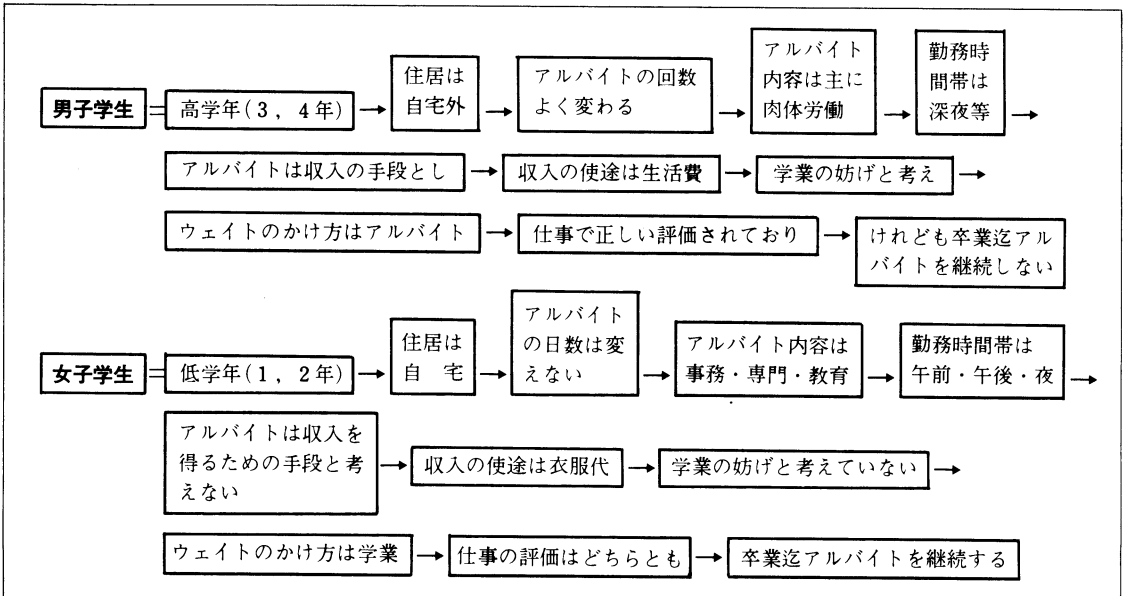 男子学生
高学年(3，4年)
住居は
自宅外
アルバイトの回数
よく変わる
アルバイト
内容は主に
肉体労働
勤務時
間帯は
深夜等
アルバイトは収入の手段とし
収入の使途は生活費
学業の妨げと考え
ウェイトのかけ方はアルバイト
仕事で正しい評価されており
けれども卒業迄アル
バイトを継続しない
女子学生
低学年(1，2年)
住居は
自　宅
アルバイト
の日数は変
えない
アルバイト内容は
事務・専門・教育
勤務時間帯は
午前・午後・夜
アルバイトは収入を
得るための手段と考
えない
収入の使途は衣服代
学業の妨げと考えていない
ウェイトのかけ方は学業
仕事の評価はどちらとも
卒業迄アルバイトを継続する